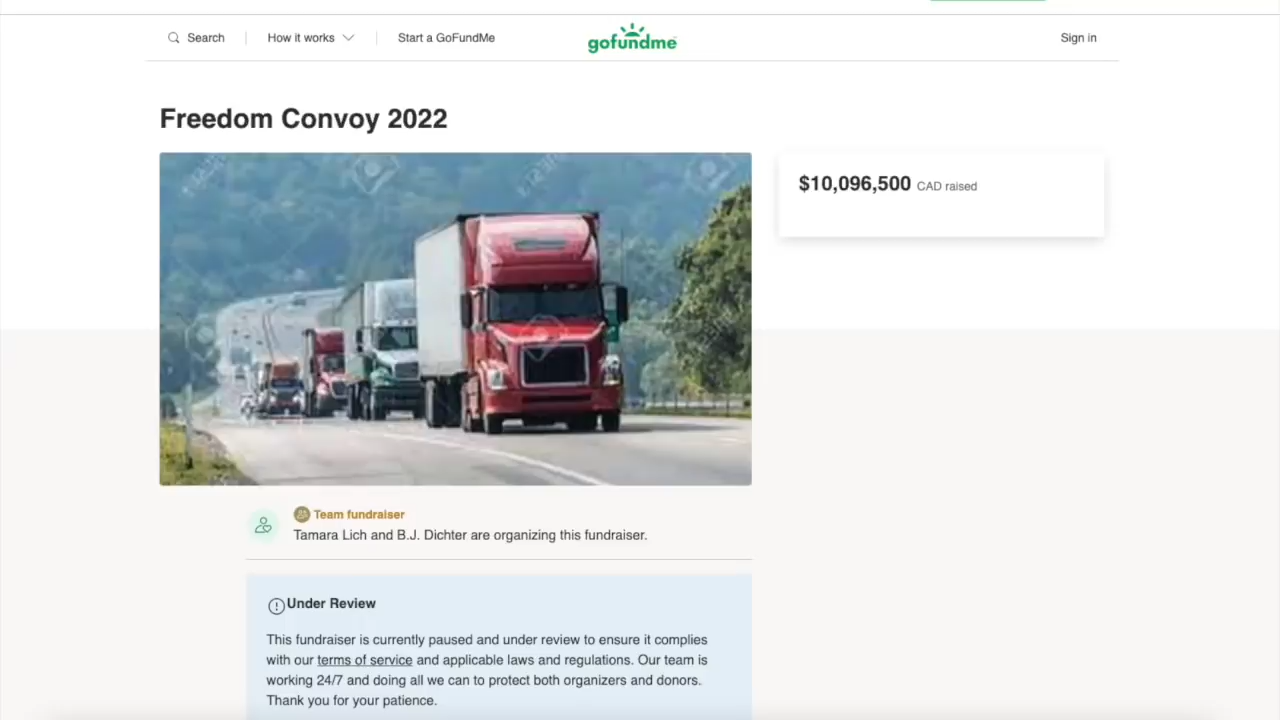 Search
How it works
Start a GoFundMe
gofundme
Sign in
Freedom Convoy 2022
$10,096,500 CAD raised
Team fundraiser
Tamara Lich and B.J. Dichter are organizing this fundraiser.
Under Review
This fundraiser is currently paused and under review to ensure it complies
with our terms of service and applicable laws and regulations. Our team is
working 24/7 and doing all we can to protect both organizers and donors.
Thank you for your patience.